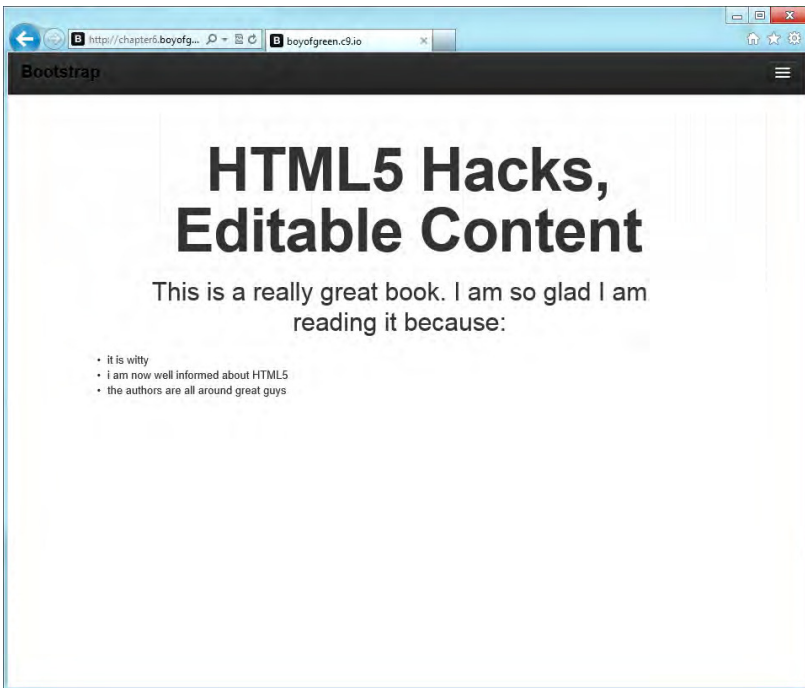 http://chapter6.boyofg...
boyofgreen.c9.io
Bootstrap
HTML5 Hacks,
Editable Content
This is a really great book. I am so glad I am
reading it because:
• it is witty
• i am now well informed about HTML5
• the authors are all around great guys